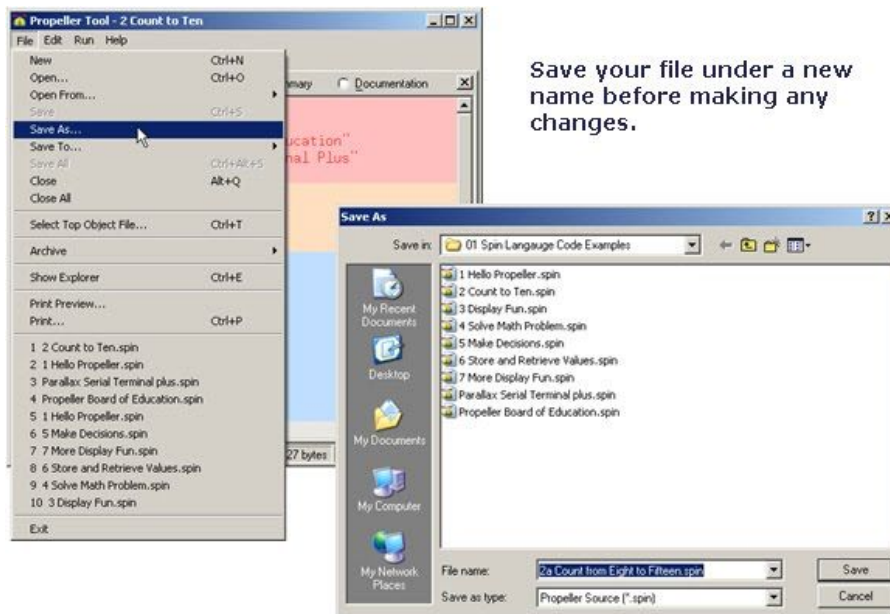 Propeller Tool - 2 Count to Ten
File Edit Run Help
New Ctrl+N
Open... Ctrl+O
Open From...
Save Ctrl+S
Save As...
Save To...
Save All Ctrl+Alt+S
Close Alt+Q
Close All
Select Top Object File... Ctrl+T
Archive
Show Explorer Ctrl+E
Print Preview...
Print... Ctrl+P
1 2 Count to Ten.spin
2 1 Hello Propeller.spin
3 Parallax Serial Terminal plus.spin
4 Propeller Board of Education.spin
5 1 Hello Propeller.spin
6 5 Make Decisions.spin
7 7 More Display Fun.spin
8 6 Store and Retrieve Values.spin
9 4 Solve Math Problem.spin
10 3 Display Fun.spin
Exit
mmary Documentation
ucation"
nal Plus"
27 bytes
Save your file under a new
name before making any
changes.
Save As
Save in: 01 Spin Langauge Code Examples
My Recent
Documents
Desktop
My Documents
My Computer
My Network
Places
1 Hello Propeller.spin
2 Count to Ten.spin
3 Display Fun.spin
4 Solve Math Problem.spin
5 Make Decisions.spin
6 Store and Retrieve Values.spin
7 More Display Fun.spin
Parallax Serial Terminal plus.spin
Propeller Board of Education.spin
File name: 2a Count from Eight to Fifteen.spin Save
Save as type: Propeller Source (*.spin) Cancel